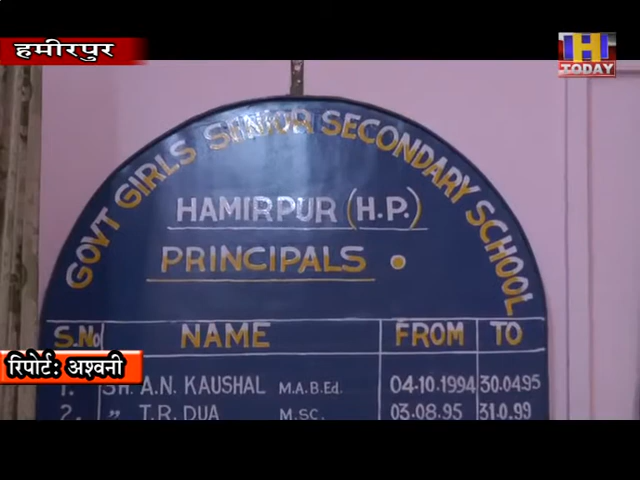 हमीरपुर
H TODAY
GOVT GIRLS SENIOR SECONDARY SCHOOL
HAMIRPUR (H.P.)
PRINCIPALS
S.No NAME FROM TO
1. SH. A.N. KAUSHAL M.A.B.Ed. 04.10.1994 30.04.95
2. " T.R. DUA M.SC. 03.08.95 31.0.99
रिपोर्ट: अश्वनी